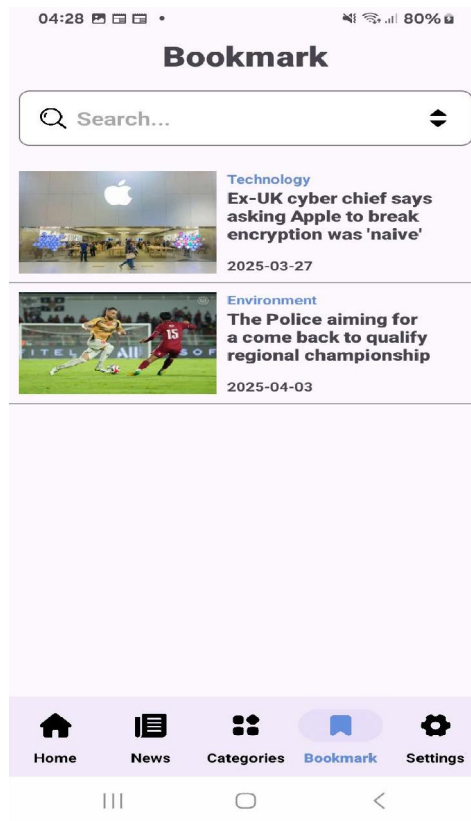 04:28 80%
Bookmark
Search...
Technology
Ex-UK cyber chief says
asking Apple to break
encryption was 'naive'
2025-03-27
Environment
The Police aiming for
a come back to qualify
regional championship
2025-04-03
15
Home News Categories Bookmark Settings